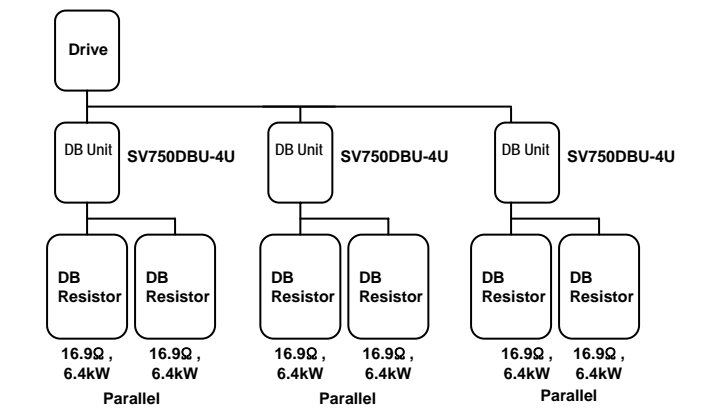 Drive
DB Unit SV750DBU-4U DB Unit SV750DBU-4U DB Unit SV750DBU-4U
DB DB DB DB DB DB
Resistor Resistor Resistor Resistor Resistor Resistor
16.9Ω , 16.9Ω , 16.9Ω , 16.9Ω , 16.9Ω , 16.9Ω ,
6.4kW 6.4kW 6.4kW 6.4kW 6.4kW 6.4kW
Parallel Parallel Parallel